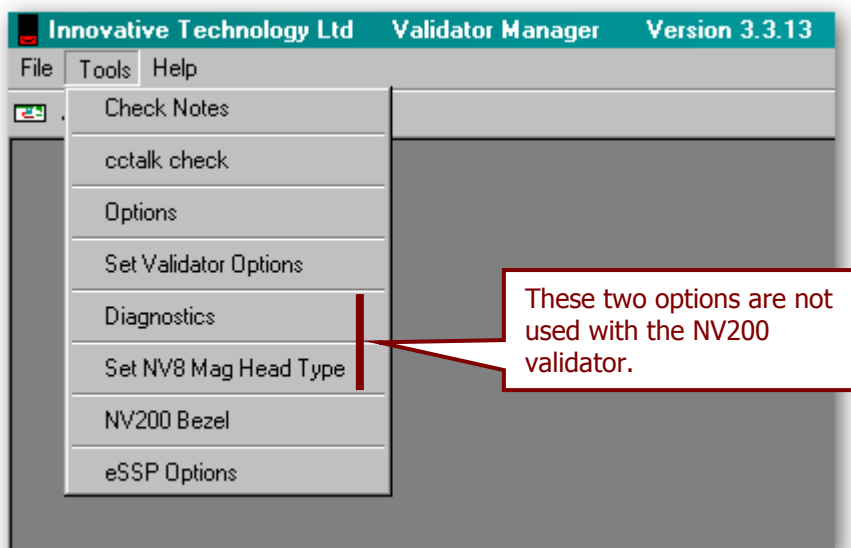 Innovative Technology Ltd Validator Manager Version 3.3.13
File Tools Help
Check Notes
cctalk check
Options
Set Validator Options
Diagnostics
Set NV8 Mag Head Type
NV200 Bezel
eSSP Options
These two options are not
used with the NV200
validator.